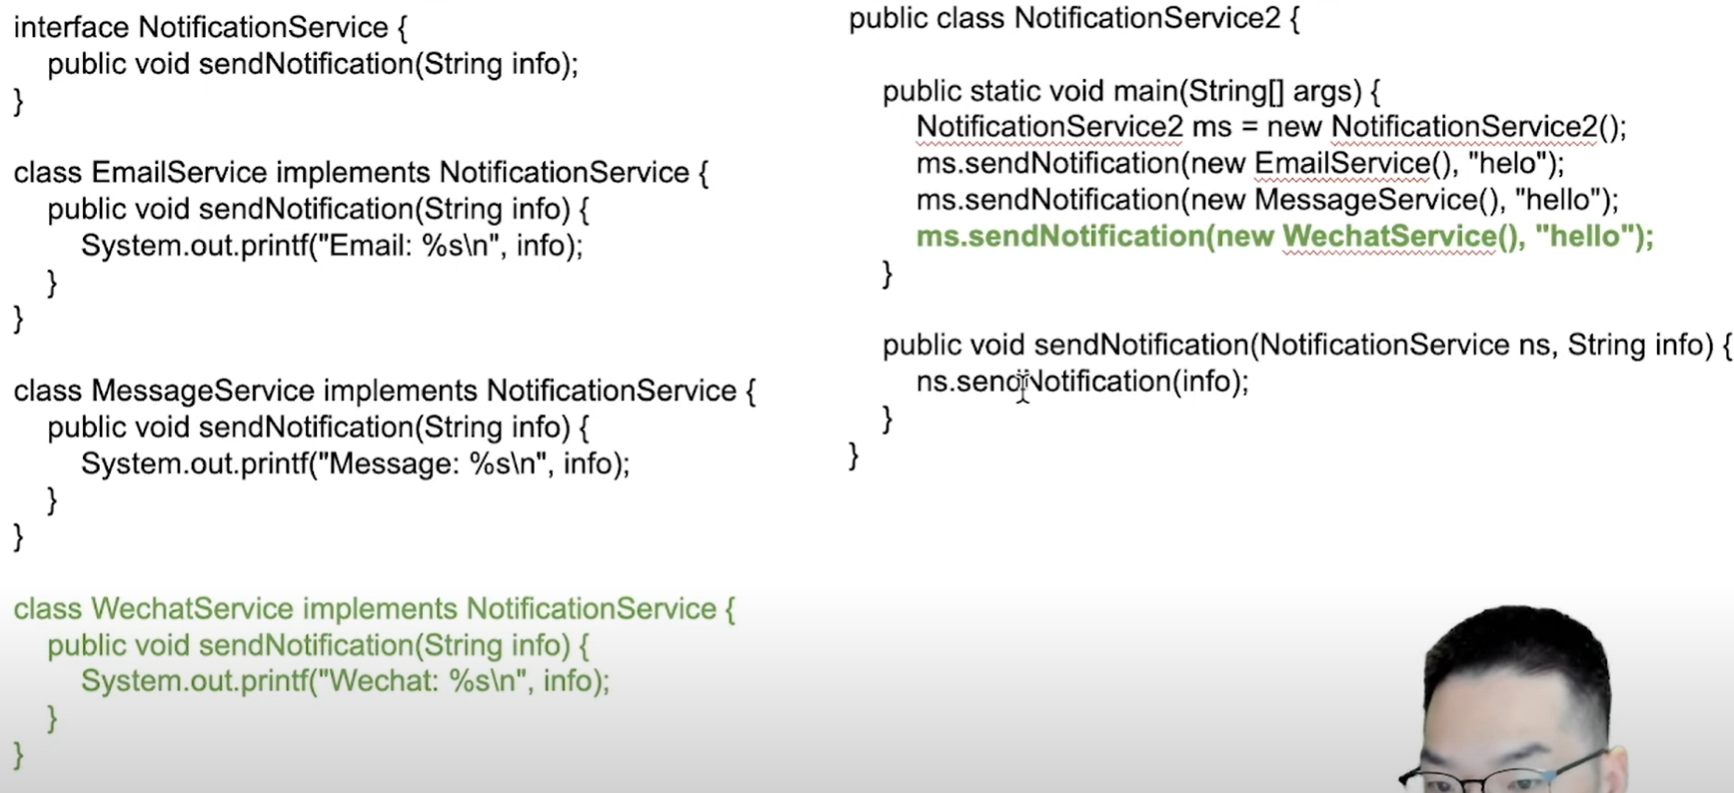 interface NotificationService {
public void sendNotification(String info);
}
class EmailService implements NotificationService {
public void sendNotification(String info) {
System.out.printf("Email: %s\n", info);
}
}
class MessageService implements NotificationService {
public void sendNotification(String info) {
System.out.printf("Message: %s\n", info);
}
}
class WechatService implements NotificationService {
public void sendNotification(String info) {
System.out.printf("Wechat: %s\n", info);
}
}
public class NotificationService2 {
public static void main(String[] args) {
NotificationService2 ms = new NotificationService2();
ms.sendNotification(new EmailService(), "helo");
ms.sendNotification(new MessageService(), "hello");
ms.sendNotification(new WechatService(), "hello");
}
public void sendNotification(NotificationService ns, String info) {
ns.sendNotification(info);
}
}